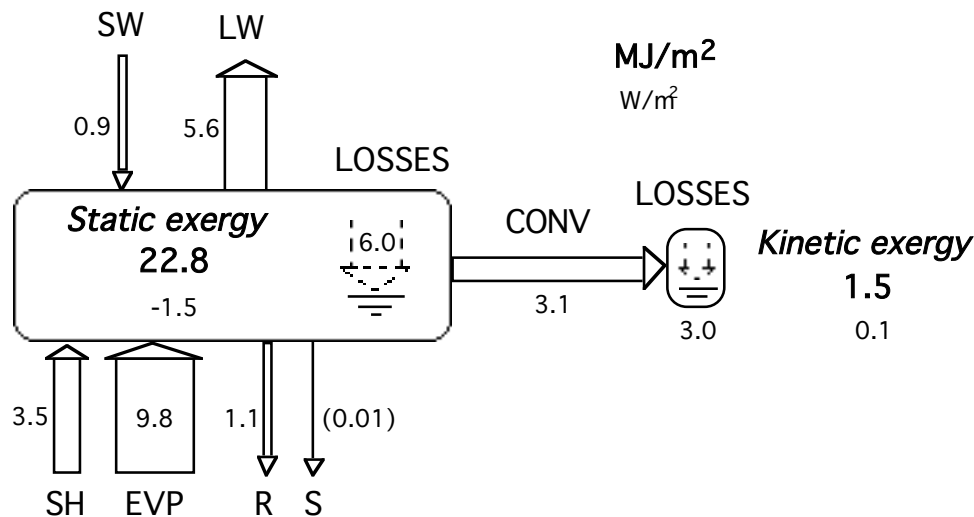 SW
LW
MJ/m²
W/m²
0.9
5.6
LOSSES
LOSSES
Static exergy
22.8
-1.5
6.0
CONV
3.1
3.0
Kinetic exergy
1.5
0.1
3.5
9.8
1.1
(0.01)
SH
EVP
R
S